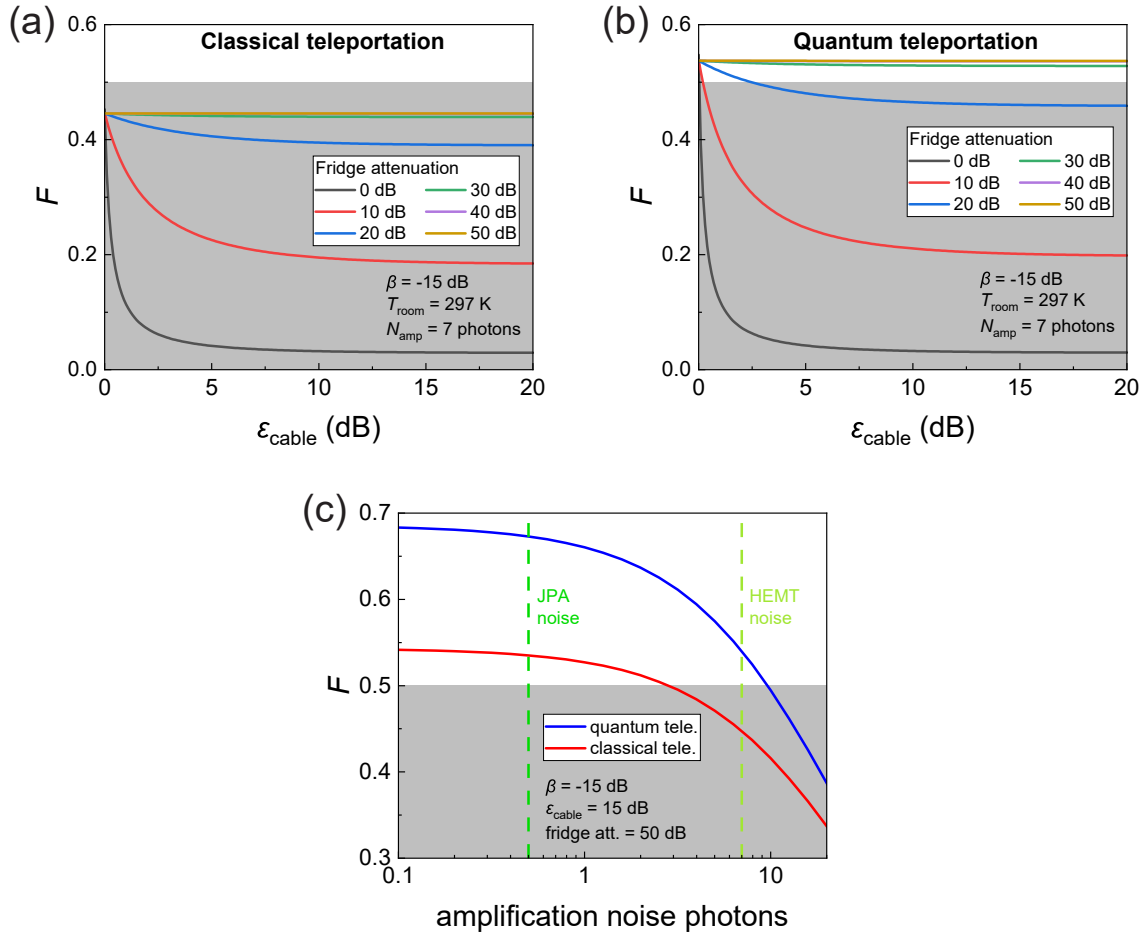 (a)
Classical teleportation
0.6
0.4
0.2
0.0
F
Fridge attenuation
0 dB
30 dB
10 dB
40 dB
20 dB
50 dB
β = -15 dB
T_room = 297 K
N_amp = 7 photons
0 5 10 15 20
ε_cable (dB)
(b)
Quantum teleportation
0.6
0.4
0.2
0.0
F
Fridge attenuation
0 dB
30 dB
10 dB
40 dB
20 dB
50 dB
β = -15 dB
T_room = 297 K
N_amp = 7 photons
0 5 10 15 20
ε_cable (dB)
(c)
0.7
0.6
0.5
0.4
0.3
F
JPA
noise
HEMT
noise
quantum tele.
classical tele.
β = -15 dB
ε_cable = 15 dB
fridge att. = 50 dB
0.1 1 10
amplification noise photons